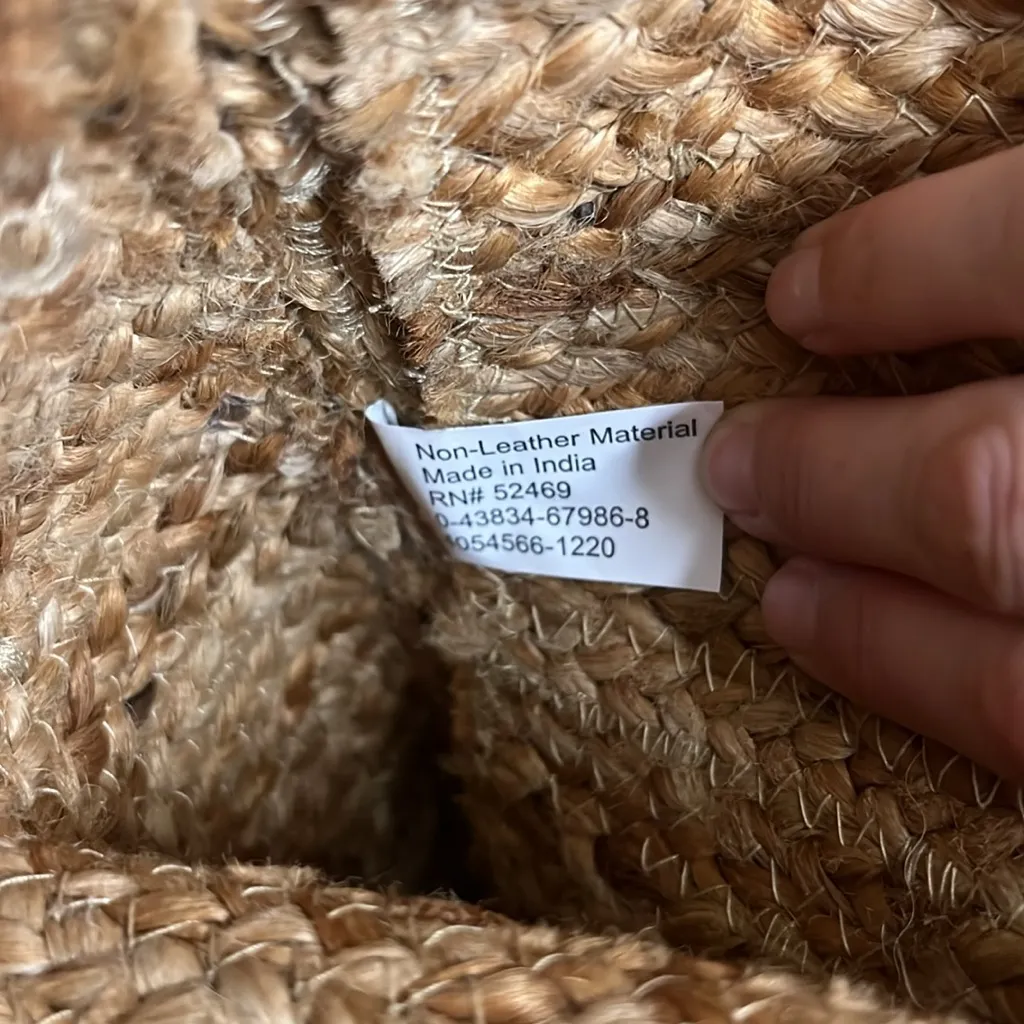 Non-Leather Material
Made in India
RN# 52469
0-43834-67986-8
054566-1220